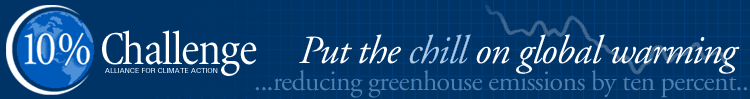 10% Challenge
ALLIANCE FOR CLIMATE ACTION
Put the chill on global warming
...reducing greenhouse emissions by ten percent..